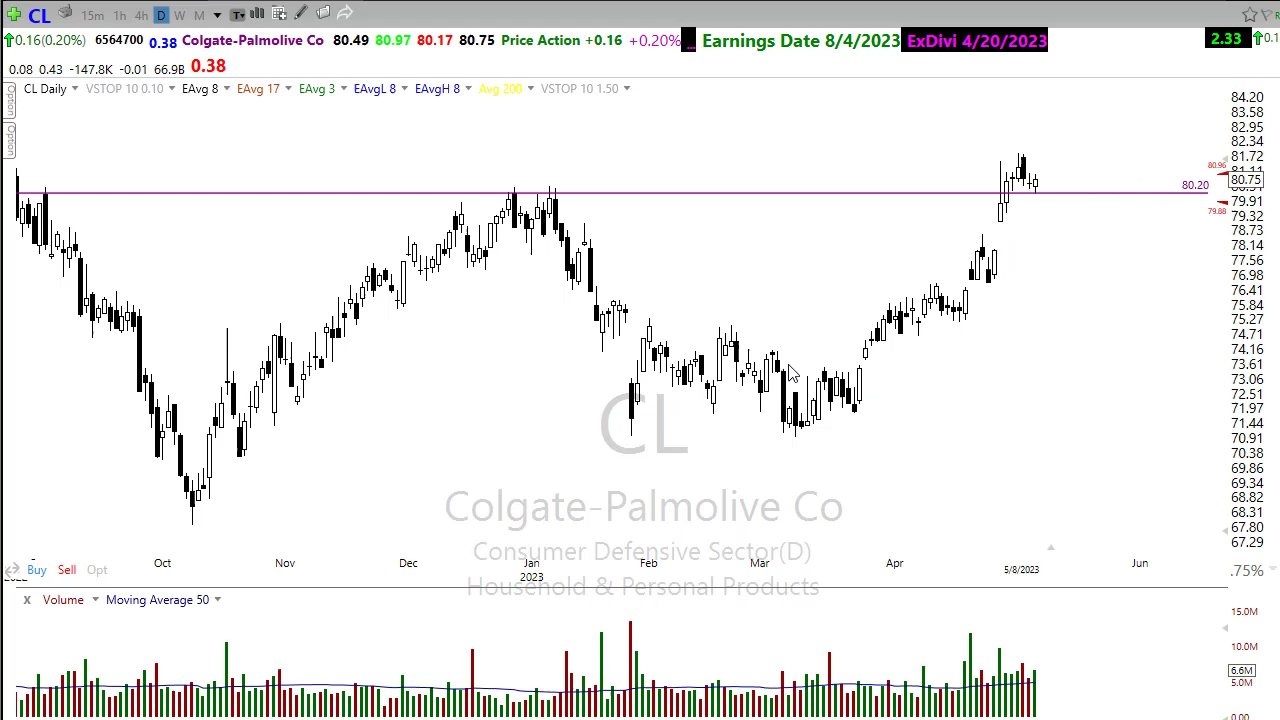 CL 15m 1h 4h D W M T
0.16(0.20%) 6564700 0.38 Colgate-Palmolive Co 80.49 80.97 80.17 80.75 Price Action +0.16 +0.20% ... Earnings Date 8/4/2023 ExDivi 4/20/2023 2.33
0.08 0.43 -147.8K -0.01 66.9B 0.38
CL Daily VSTOP 10 0.10 EAvg 8 EAvg 17 EAvg 3 EAvgL 8 EAvgH 8 Avg 200 VSTOP 10 1.50
Option
Option
84.20
83.58
82.95
82.34
81.72
80.96
80.75
80.20
79.91
79.88
79.32
78.73
78.14
77.56
76.98
76.41
75.84
75.27
74.71
74.16
73.61
73.06
72.51
71.97
71.44
70.91
70.38
69.86
69.34
68.82
68.31
67.80
67.29
CL
Colgate-Palmolive Co
Consumer Defensive Sector(D)
Household & Personal Products
Oct Nov Dec Jan Feb Mar Apr 5/8/2023 Jun
2023
Buy Sell Opt .75%
X Volume Moving Average 50
15.0M
10.0M
6.6M
5.0M
0.00